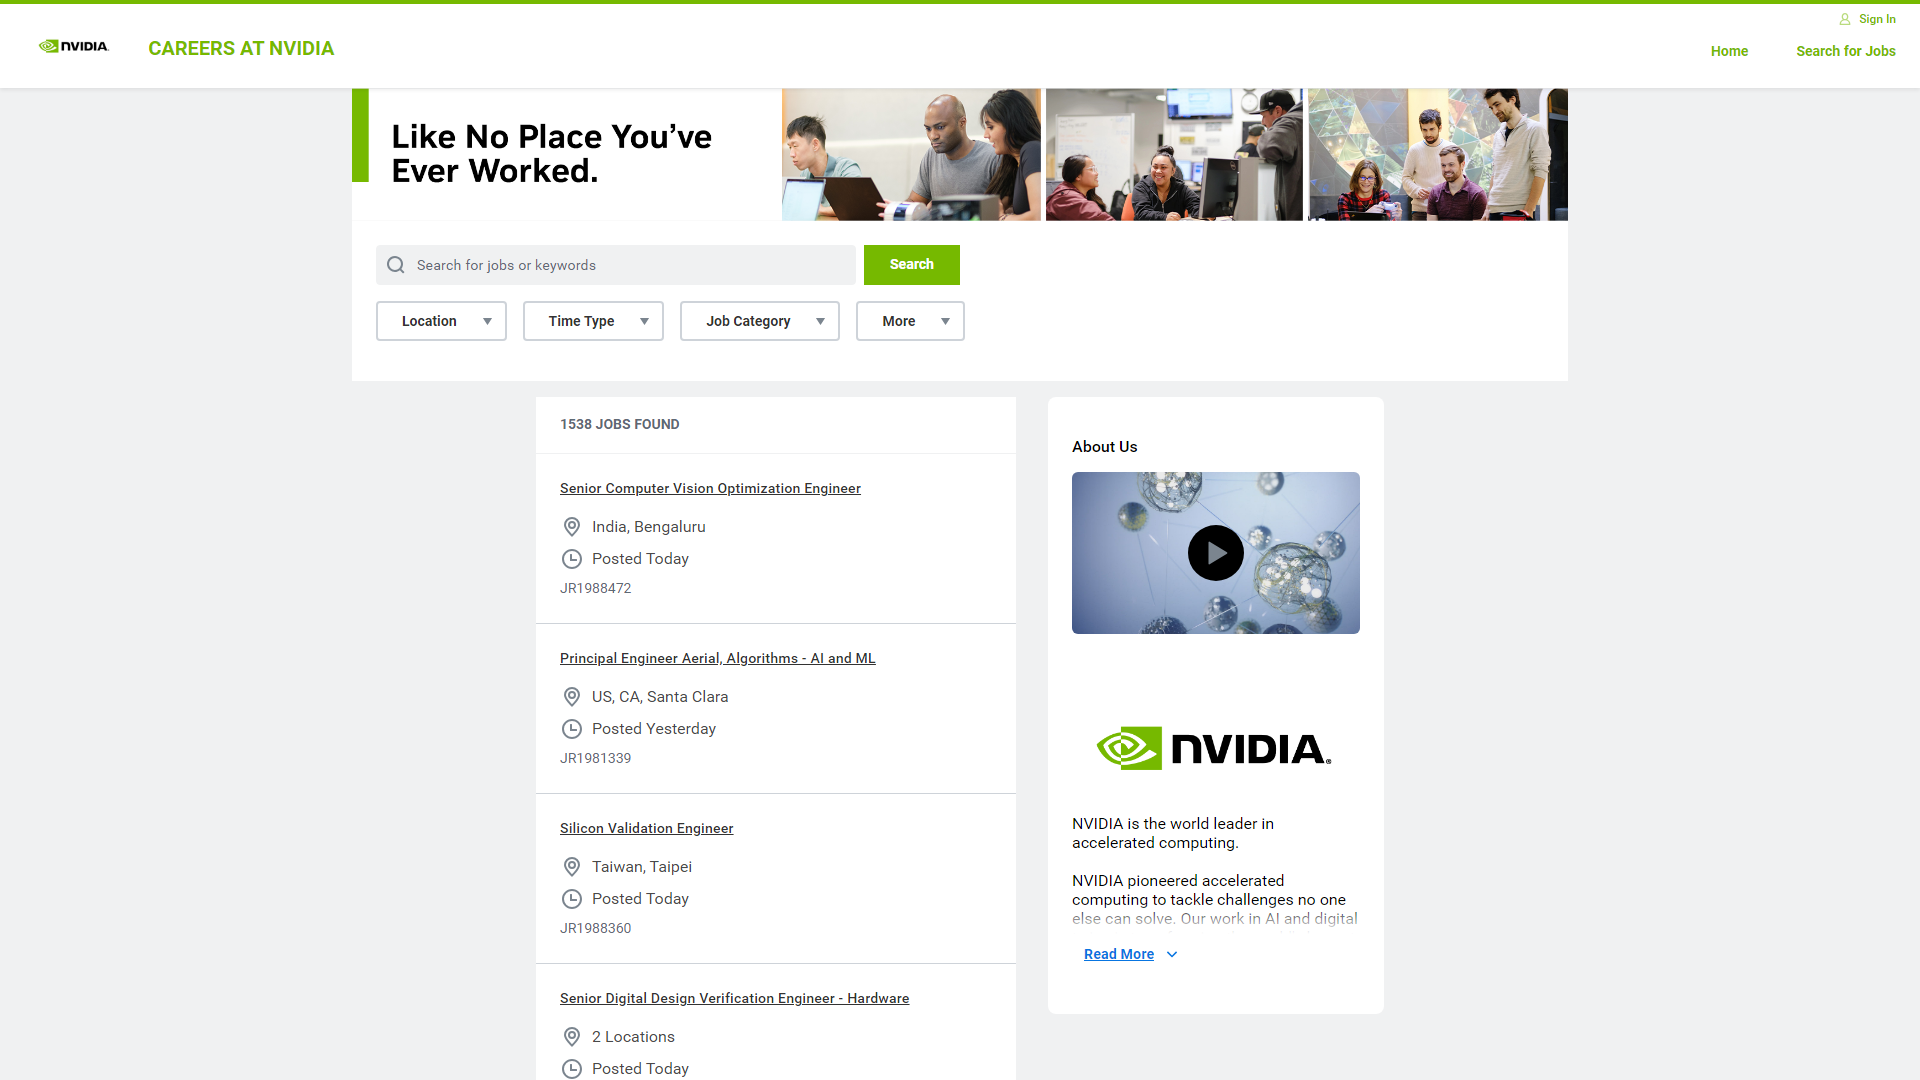 Sign In
NVIDIA.
CAREERS AT NVIDIA
Home
Search for Jobs
Like No Place You've
Ever Worked.
Search for jobs or keywords
Search
Location
Time Type
Job Category
More
1538 JOBS FOUND
Senior Computer Vision Optimization Engineer
India, Bengaluru
Posted Today
JR1988472
Principal Engineer Aerial, Algorithms - AI and ML
US, CA, Santa Clara
Posted Yesterday
JR1981339
Silicon Validation Engineer
Taiwan, Taipei
Posted Today
JR1988360
Senior Digital Design Verification Engineer - Hardware
2 Locations
Posted Today
About Us
NVIDIA.
NVIDIA is the world leader in
accelerated computing.
NVIDIA pioneered accelerated
computing to tackle challenges no one
else can solve. Our work in AI and digital
Read More